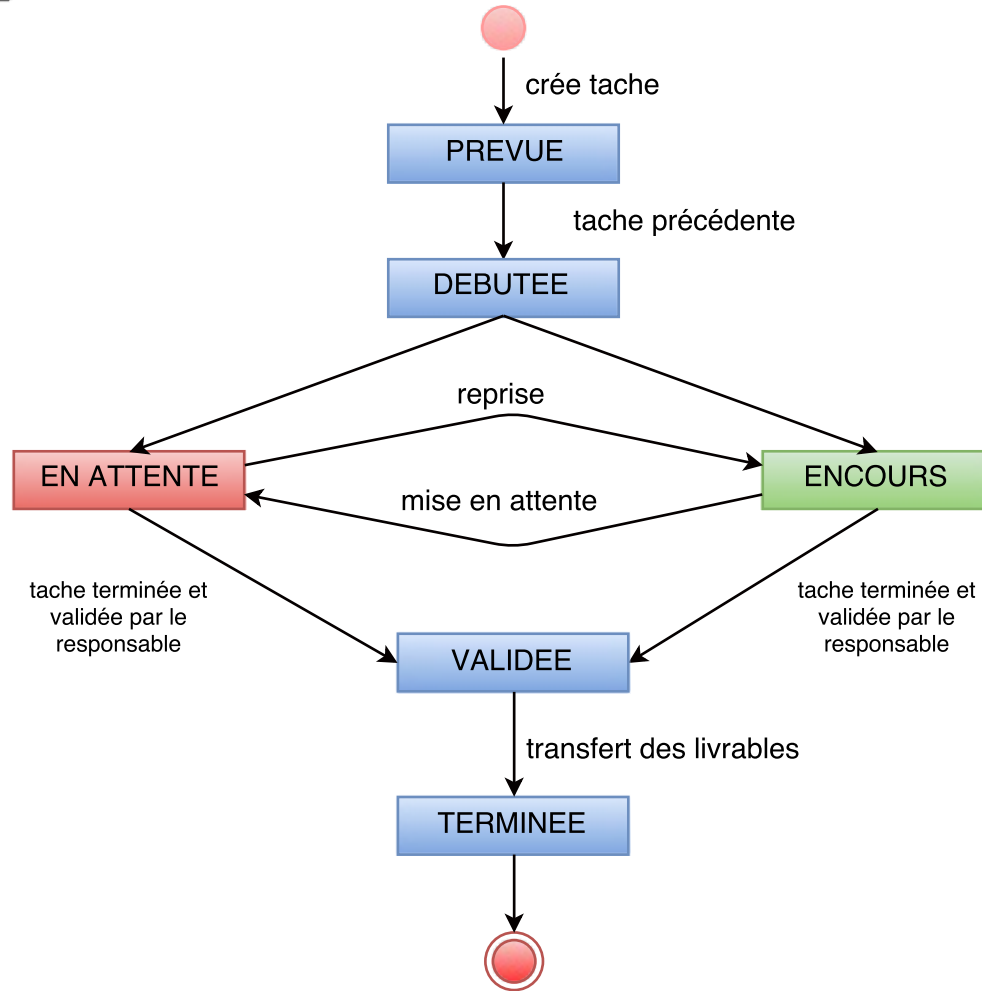 crée tache
PREVUE
tache précédente
DEBUTEE
reprise
EN ATTENTE
ENCOURS
mise en attente
tache terminée et
validée par le
responsable
tache terminée et
validée par le
responsable
VALIDEE
transfert des livrables
TERMINEE